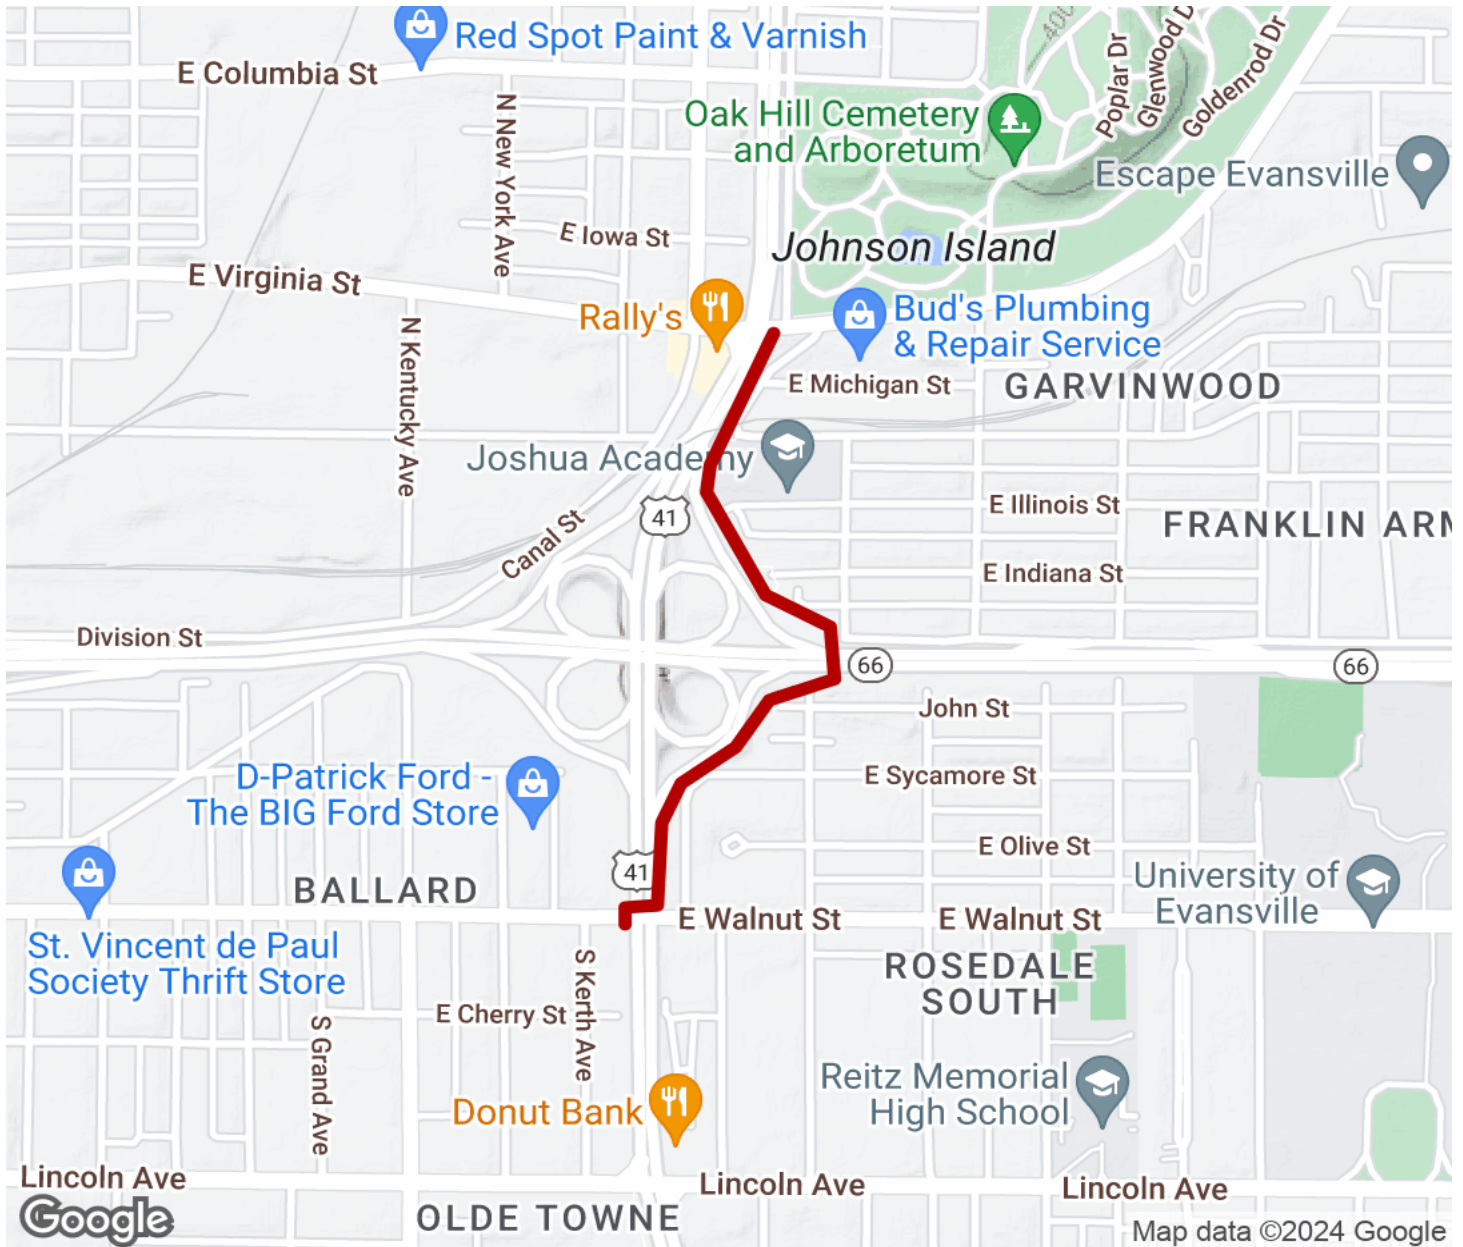 Red Spot Paint & Varnish
E Columbia St
N New York Ave
400
Poplar Dr
Glenwood D
Goldenrod Dr
Oak Hill Cemetery
and Arboretum
Escape Evansville
E Iowa St
Johnson Island
E Virginia St
Rally's
Bud's Plumbing
& Repair Service
N Kentucky Ave
E Michigan St
GARVINWOOD
Joshua Academy
41
E Illinois St
FRANKLIN ARM
Canal St
E Indiana St
Division St
66
66
John St
D-Patrick Ford -
The BIG Ford Store
E Sycamore St
E Olive St
41
BALLARD
University of
Evansville
E Walnut St
E Walnut St
St. Vincent de Paul
Society Thrift Store
S Kerth Ave
ROSEDALE
SOUTH
E Cherry St
S Grand Ave
Donut Bank
Reitz Memorial
High School
Lincoln Ave
Lincoln Ave
Lincoln Ave
Google
OLDE TOWNE
Map data ©2024 Google